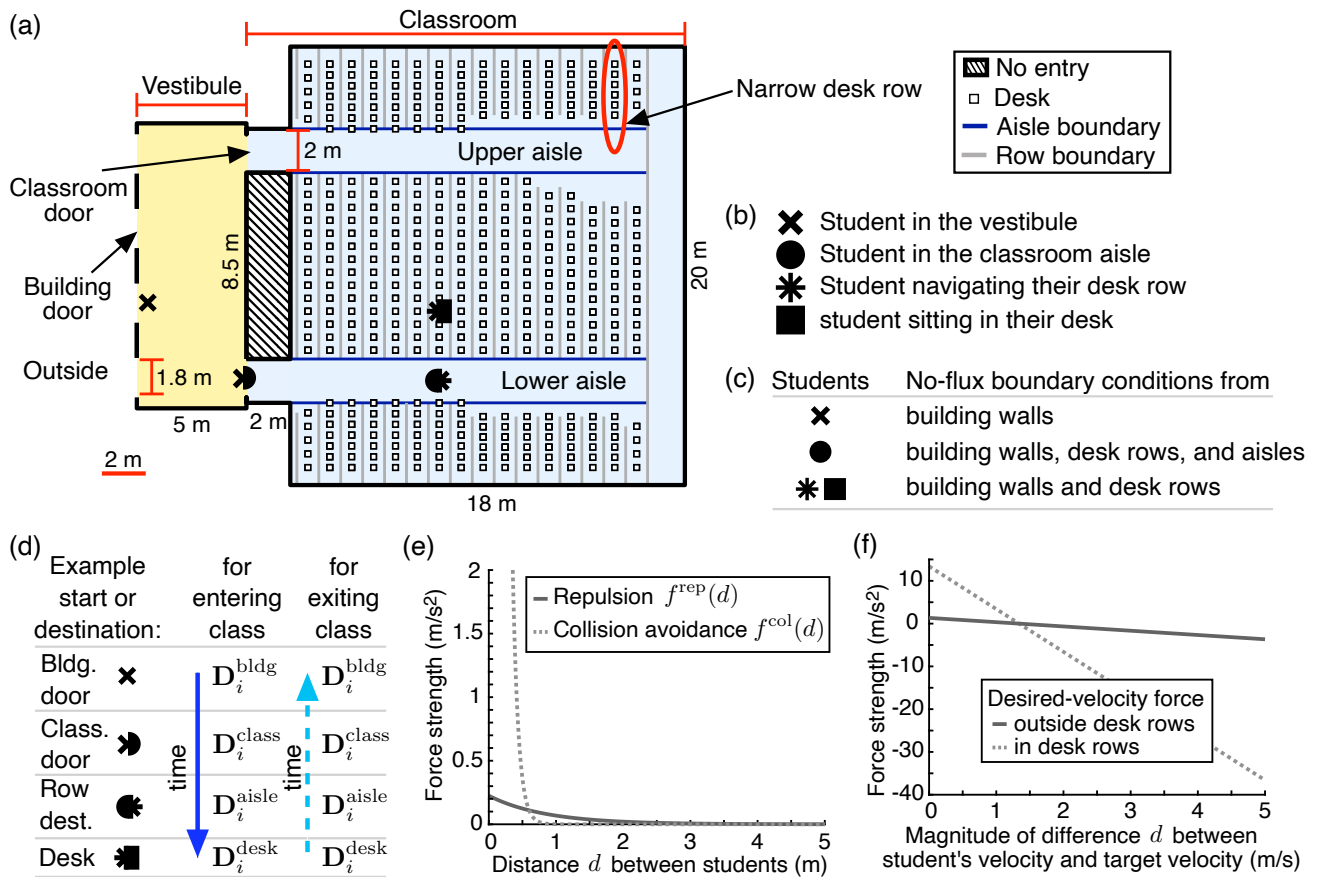 (a)
Classroom
Vestibule
Narrow desk row
No entry
Desk
Aisle boundary
Row boundary
2 m
Upper aisle
Classroom
door
8.5 m
Building
door
20 m
Outside
1.8 m
Lower aisle
5 m
2 m
2 m
18 m
(b)
Student in the vestibule
Student in the classroom aisle
Student navigating their desk row
student sitting in their desk
(c)
Students No-flux boundary conditions from
building walls
building walls, desk rows, and aisles
building walls and desk rows
(d)
Example
start or
destination:
for
entering
class
for
exiting
class
Bldg.
door
D_i^bldg
D_i^bldg
Class.
door
D_i^class
D_i^class
time
time
Row
dest.
D_i^aisle
D_i^aisle
Desk
D_i^desk
D_i^desk
(e)
Force strength (m/s²)
2
1.5
1
0.5
0
Repulsion f^rep(d)
Collision avoidance f^col(d)
0 1 2 3 4 5
Distance d between students (m)
(f)
Force strength (m/s²)
10
0
-10
-20
-30
-40
Desired-velocity force
outside desk rows
in desk rows
0 1 2 3 4 5
Magnitude of difference d between
student's velocity and target velocity (m/s)